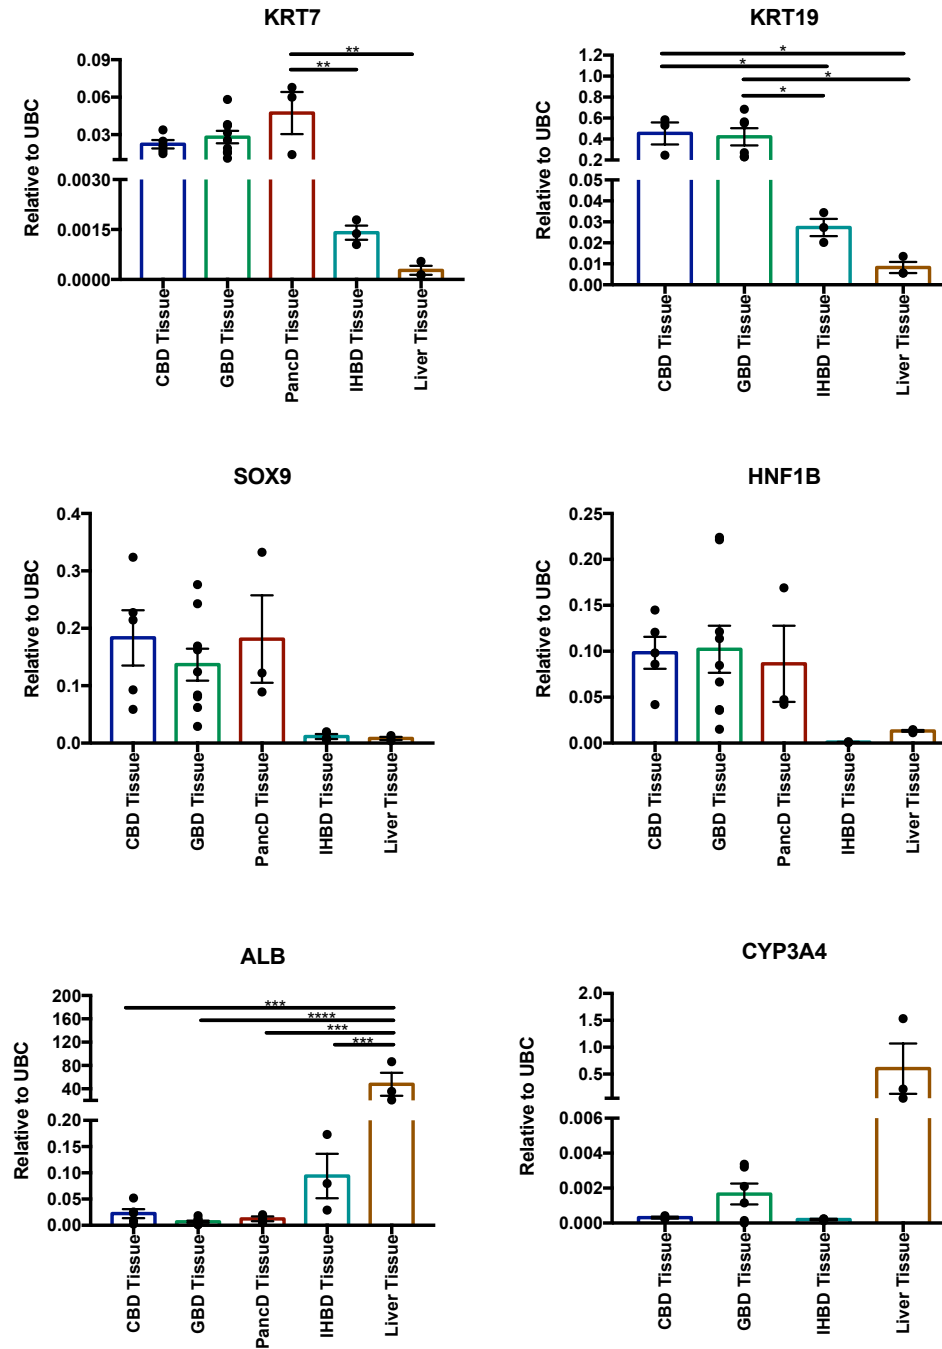 KRT7
Relative to UBC
0.09
0.06
0.03
0.0030
0.0015
0.0000
**
**
CBD Tissue
GBD Tissue
PancD Tissue
IHBD Tissue
Liver Tissue
KRT19
Relative to UBC
1.2
1.0
0.8
0.6
0.4
0.2
0.05
0.04
0.03
0.02
0.01
0.00
*
*
*
*
CBD Tissue
GBD Tissue
IHBD Tissue
Liver Tissue
SOX9
Relative to UBC
0.4
0.3
0.2
0.1
0.0
CBD Tissue
GBD Tissue
PancD Tissue
IHBD Tissue
Liver Tissue
HNF1B
Relative to UBC
0.25
0.20
0.15
0.10
0.05
0.00
CBD Tissue
GBD Tissue
PancD Tissue
IHBD Tissue
Liver Tissue
ALB
Relative to UBC
200
160
120
80
40
0.20
0.15
0.10
0.05
0.00
***
****
***
***
CBD Tissue
GBD Tissue
PancD Tissue
IHBD Tissue
Liver Tissue
CYP3A4
Relative to UBC
2.0
1.5
1.0
0.5
0.006
0.004
0.002
0.000
CBD Tissue
GBD Tissue
IHBD Tissue
Liver Tissue